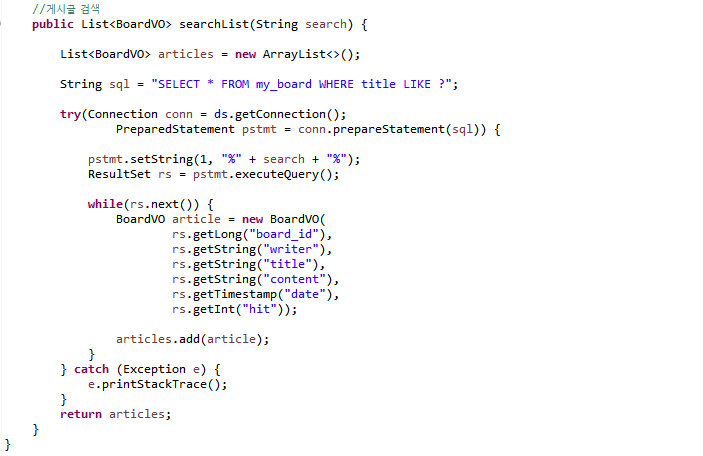 //게시글 검색
public List<BoardVO> searchList(String search) {
List<BoardVO> articles = new ArrayList<>();
String sql = "SELECT * FROM my_board WHERE title LIKE ?";
try(Connection conn = ds.getConnection();
PreparedStatement pstmt = conn.prepareStatement(sql)) {
pstmt.setString(1, "%" + search + "%");
ResultSet rs = pstmt.executeQuery();
while(rs.next()) {
BoardVO article = new BoardVO(
rs.getLong("board_id"),
rs.getString("writer"),
rs.getString("title"),
rs.getString("content"),
rs.getTimestamp("date"),
rs.getInt("hit"));
articles.add(article);
}
} catch (Exception e) {
e.printStackTrace();
}
return articles;
}
}